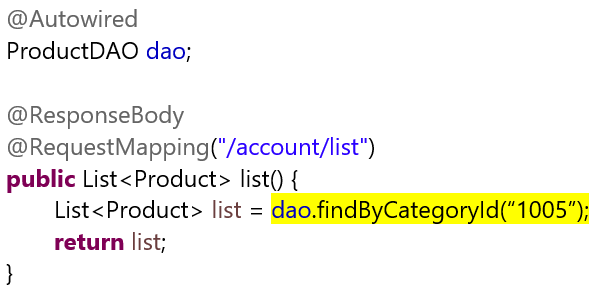 @Autowired
ProductDAO dao;
@ResponseBody
@RequestMapping("/account/list")
public List<Product> list() {
List<Product> list = dao.findByCategoryId(“1005”);
return list;
}